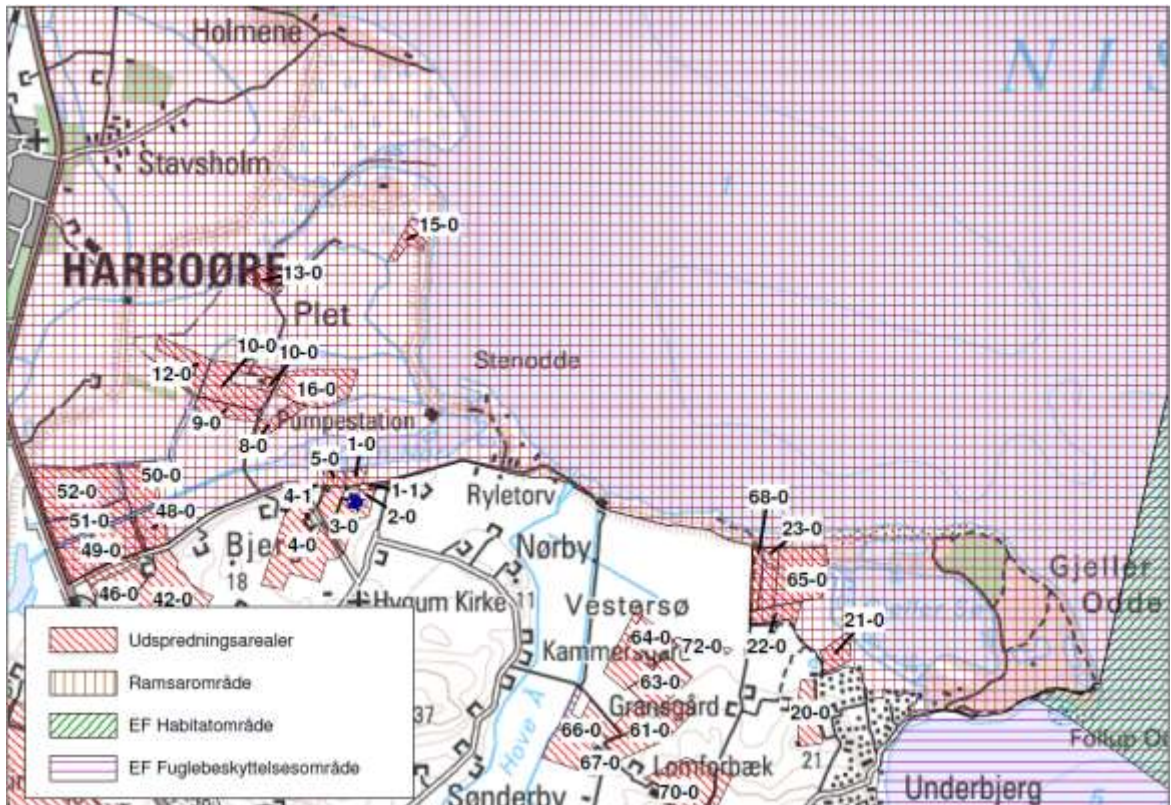 Holmene
NIS
Stavsholm
15-0
HARBOØRE
13-0
Plet
10-0
10-0
Stenodde
12-0
16-0
9-0
Pumpestation
8-0
1-0
5-0
50-0
52-0
4-1
1-1
Ryletorv
68-0
23-0
48-0
51-0
3-0
2-0
49-0
Bjer
4-0
Nørby
65-0
Gjeller
18
Odde
46-0
42-0
Hygum Kirke
11
Vestersø
21-0
64-0
72-0
22-0
Udspredningsarealer
Ramsarområde
EF Habitatområde
EF Fuglebeskyttelsesområde
63-0
37
Gransgård
20-0
66-0
61-0
Hove Å
67-0
21
Lomforbæk
70-0
Sønderby
Underbjerg